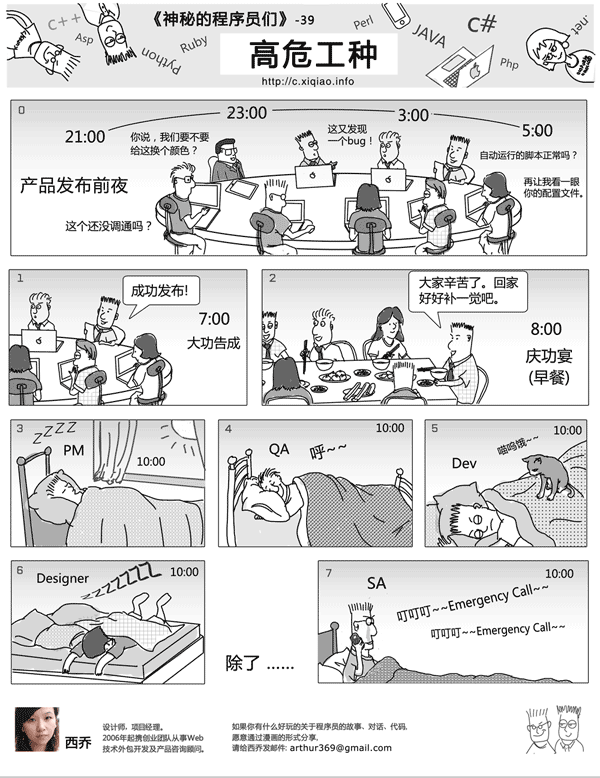 《神秘的程序员们》-39
C++
Asp
Python
Ruby
Perl
JAVA
C#
Php
.net
高危工种
http://c.xiqiao.info
0
21:00
23:00
3:00
5:00
你说，我们要不要
给这换个颜色？
这又发现
一个bug！
自动运行的脚本正常吗？
产品发布前夜
再让我看一眼
你的配置文件。
这个还没调通吗？
1
成功发布！
7:00
大功告成
2
大家辛苦了。回家
好好补一觉吧。
8:00
庆功宴
(早餐)
3
ZZZZZ
PM
10:00
4
QA
呼~~
10:00
5
Dev
喵呜饿~~
10:00
6
Designer
ZZZZZZZ
10:00
除了 ……
7
SA
10:00
叮叮叮~~Emergency Call~~
叮叮叮~~Emergency Call~~
西乔
设计师、项目经理。
2006年起携创业团队从事Web
技术外包开发及产品咨询顾问。
如果你有什么好玩的关于程序员的故事、对话、代码，
愿意通过漫画的形式分享，
请给西乔发邮件: arthur369@gmail.com